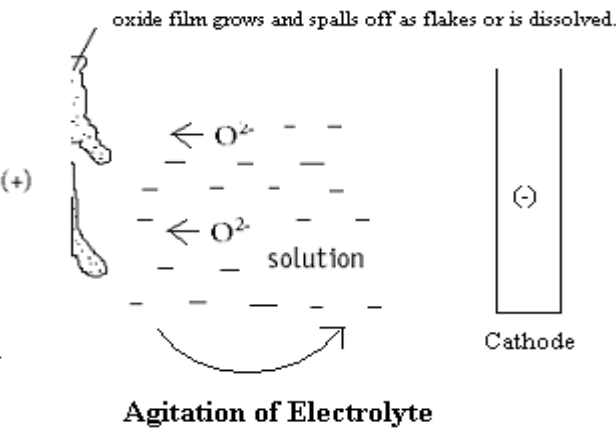 oxide film grows and spalls off as flakes or is dissolved.
O²⁻
(+)
(-)
O²⁻
solution
Cathode
Agitation of Electrolyte